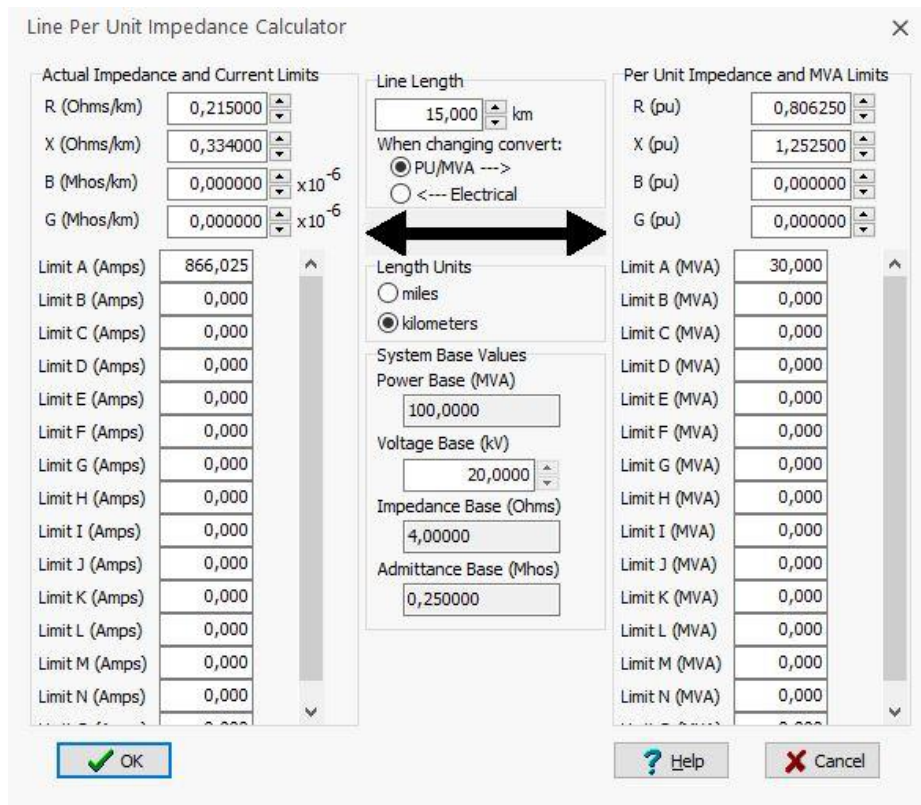 Line Per Unit Impedance Calculator
Actual Impedance and Current Limits
R (Ohms/km) 0,215000
X (Ohms/km) 0,334000
B (Mhos/km) 0,000000 x10^-6
G (Mhos/km) 0,000000 x10^-6
Limit A (Amps) 866,025
Limit B (Amps) 0,000
Limit C (Amps) 0,000
Limit D (Amps) 0,000
Limit E (Amps) 0,000
Limit F (Amps) 0,000
Limit G (Amps) 0,000
Limit H (Amps) 0,000
Limit I (Amps) 0,000
Limit J (Amps) 0,000
Limit K (Amps) 0,000
Limit L (Amps) 0,000
Limit M (Amps) 0,000
Limit N (Amps) 0,000
Line Length
15,000 km
When changing convert:
PU/MVA --->
<--- Electrical
Length Units
miles
kilometers
System Base Values
Power Base (MVA)
100,0000
Voltage Base (kV)
20,0000
Impedance Base (Ohms)
4,00000
Admittance Base (Mhos)
0,250000
Per Unit Impedance and MVA Limits
R (pu) 0,806250
X (pu) 1,252500
B (pu) 0,000000
G (pu) 0,000000
Limit A (MVA) 30,000
Limit B (MVA) 0,000
Limit C (MVA) 0,000
Limit D (MVA) 0,000
Limit E (MVA) 0,000
Limit F (MVA) 0,000
Limit G (MVA) 0,000
Limit H (MVA) 0,000
Limit I (MVA) 0,000
Limit J (MVA) 0,000
Limit K (MVA) 0,000
Limit L (MVA) 0,000
Limit M (MVA) 0,000
Limit N (MVA) 0,000
OK
Help
Cancel